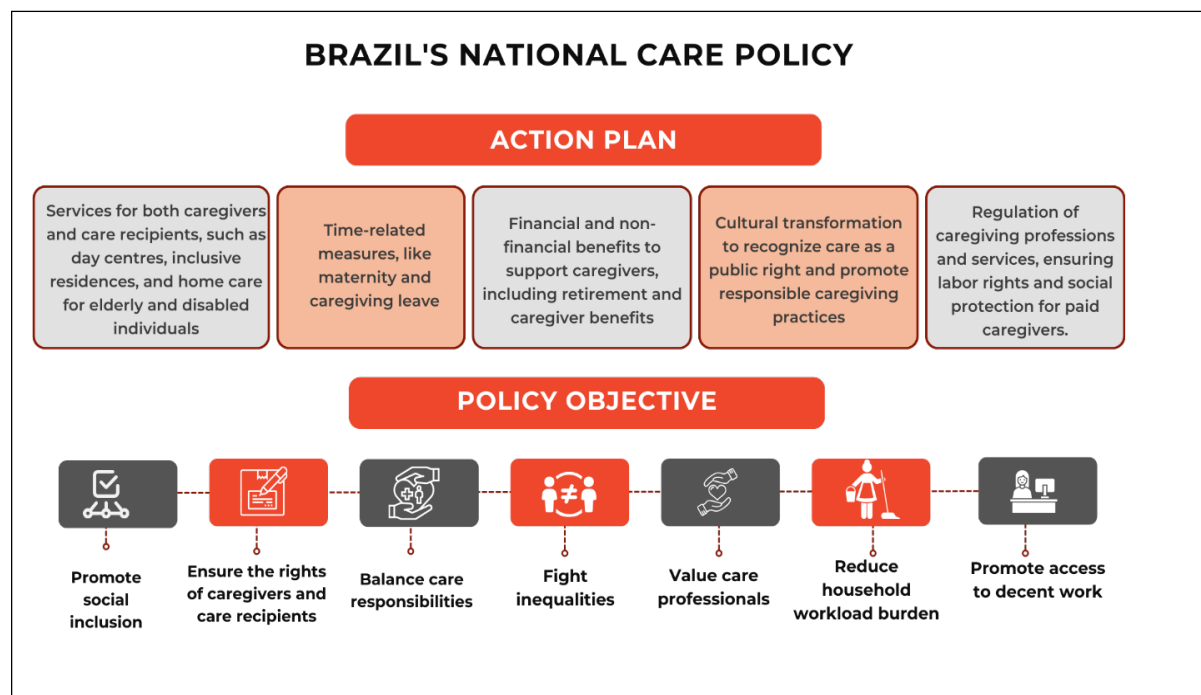 BRAZIL'S NATIONAL CARE POLICY
ACTION PLAN
Services for both caregivers
and care recipients, such as
day centres, inclusive
residences, and home care
for elderly and disabled
individuals
Time-related
measures, like
maternity and
caregiving leave
Financial and non-
financial benefits to
support caregivers,
including retirement and
caregiver benefits
Cultural transformation
to recognize care as a
public right and promote
responsible caregiving
practices
Regulation of
caregiving professions
and services, ensuring
labor rights and social
protection for paid
caregivers.
POLICY OBJECTIVE
Promote
social
inclusion
Ensure the rights
of caregivers and
care recipients
Balance care
responsibilities
Fight
inequalities
Value care
professionals
Reduce
household
workload burden
Promote access
to decent work